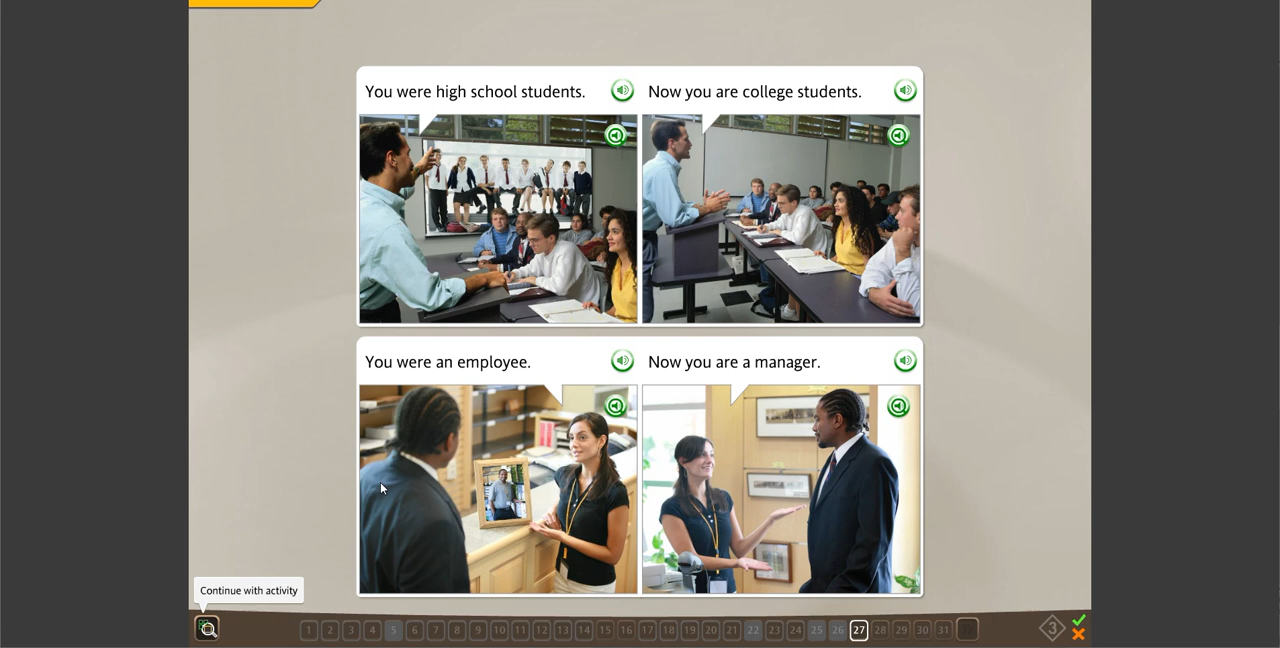 You were high school students.
Now you are college students.
You were an employee.
Now you are a manager.
Continue with activity
1 2 3 4 5 6 7 8 9 10 11 12 13 14 15 16 17 18 19 20 21 22 23 24 25 26 27 28 29 30 31
3